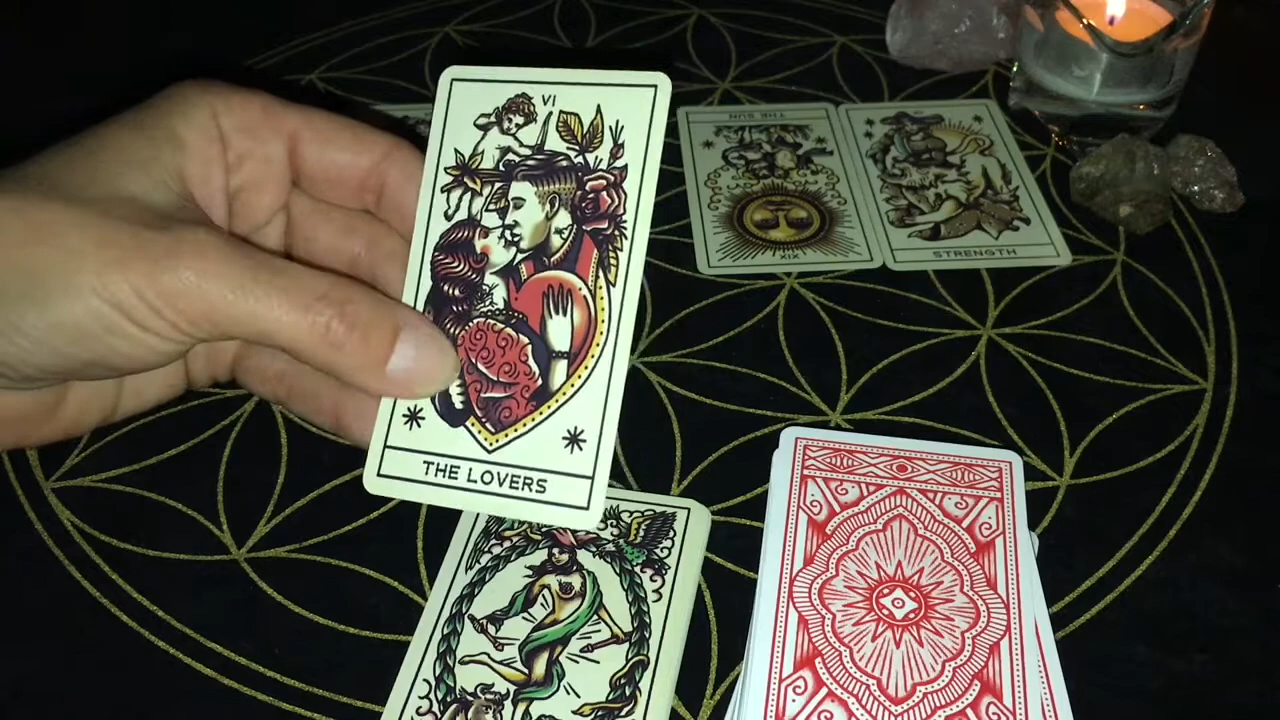 VI
THE LOVERS
THE SUN
XIX
STRENGTH